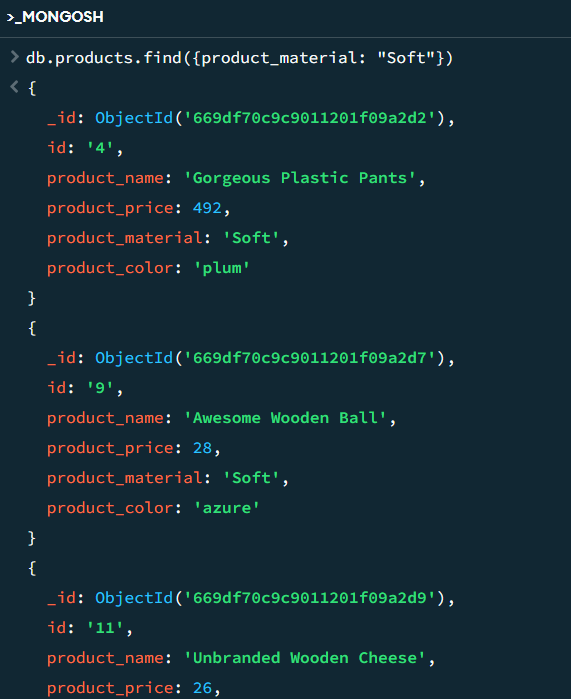 >_MONGOSH
> db.products.find({product_material: "Soft"})
< {
_id: ObjectId('669df70c9c9011201f09a2d2'),
id: '4',
product_name: 'Gorgeous Plastic Pants',
product_price: 492,
product_material: 'Soft',
product_color: 'plum'
}
{
_id: ObjectId('669df70c9c9011201f09a2d7'),
id: '9',
product_name: 'Awesome Wooden Ball',
product_price: 28,
product_material: 'Soft',
product_color: 'azure'
}
{
_id: ObjectId('669df70c9c9011201f09a2d9'),
id: '11',
product_name: 'Unbranded Wooden Cheese',
product_price: 26,